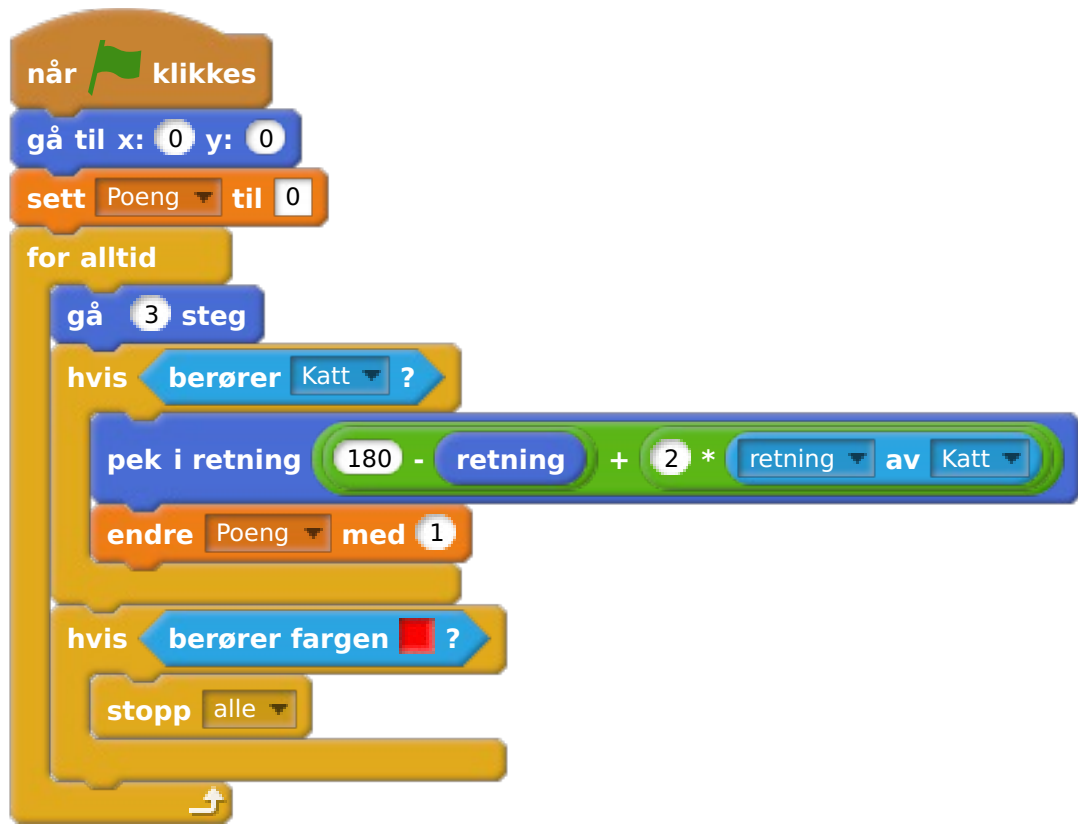 når klikkes
gå til x: 0 y: 0
sett Poeng til 0
for alltid
gå 3 steg
hvis berører Katt ?
pek i retning 180 - retning + 2 * retning av Katt
endre Poeng med 1
hvis berører fargen ?
stopp alle